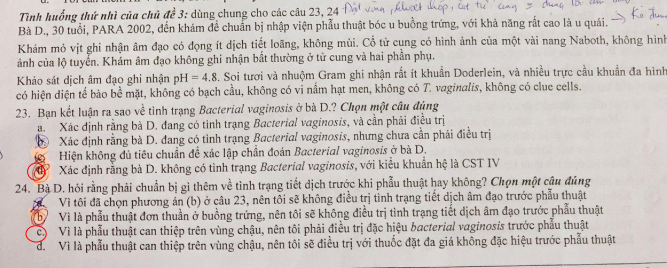 Tình huống thứ nhì của chủ đề 3: dùng chung cho các câu 23, 24
Bà D., 30 tuổi, PARA 2002, đến khám để chuẩn bị nhập viện phẫu thuật bóc u buồng trứng, với khả năng rất cao là u quái.
Khám mỏ vịt ghi nhận âm đạo có đọng ít dịch tiết loãng, không mùi. Cổ tử cung có hình ảnh của một vài nang Naboth, không hình
ảnh của lộ tuyến. Khám âm đạo không ghi nhận bất thường ở tử cung và hai phần phụ.
Khảo sát dịch âm đạo ghi nhận pH = 4.8. Soi tươi và nhuộm Gram ghi nhận rất ít khuẩn Doderlein, và nhiều trực cầu khuẩn đa hình
có hiện diện tế bào bề mặt, không có bạch cầu, không có vi nấm hạt men, không có T. vaginalis, không có clue cells.
23. Bạn kết luận ra sao về tình trạng Bacterial vaginosis ở bà D.? Chọn một câu đúng
a. Xác định rằng bà D. đang có tình trạng Bacterial vaginosis, và cần phải điều trị
b. Xác định rằng bà D. đang có tình trạng Bacterial vaginosis, nhưng chưa cần phải điều trị
c. Hiện không đủ tiêu chuẩn để xác lập chẩn đoán Bacterial vaginosis ở bà D.
d. Xác định rằng bà D. không có tình trạng Bacterial vaginosis, với kiểu khuẩn hệ là CST IV
24. Bà D. hỏi rằng phải chuẩn bị gì thêm về tình trạng tiết dịch trước khi phẫu thuật hay không? Chọn một câu đúng
a. Vì tôi đã chọn phương án (b) ở câu 23, nên tôi sẽ không điều trị tình trạng tiết dịch âm đạo trước phẫu thuật
b. Vì là phẫu thuật đơn thuần ở buồng trứng, nên tôi sẽ không điều trị tình trạng tiết dịch âm đạo trước phẫu thuật
c. Vì là phẫu thuật can thiệp trên vùng chậu, nên tôi phải điều trị đặc hiệu bacterial vaginosis trước phẫu thuật
d. Vì là phẫu thuật can thiệp trên vùng chậu, nên tôi sẽ điều trị với thuốc đặt đa giá không đặc hiệu trước phẫu thuật